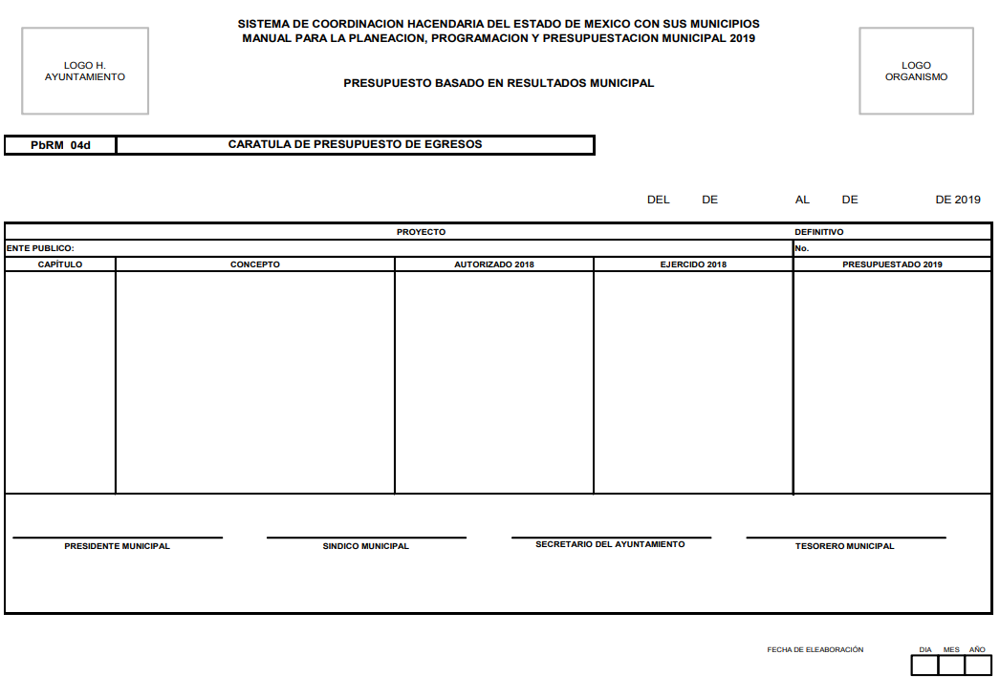 SISTEMA DE COORDINACION HACENDARIA DEL ESTADO DE MEXICO CON SUS MUNICIPIOS
MANUAL PARA LA PLANEACION, PROGRAMACION Y PRESUPUESTACION MUNICIPAL 2019
LOGO H.
AYUNTAMIENTO
LOGO
ORGANISMO
PRESUPUESTO BASADO EN RESULTADOS MUNICIPAL
PbRM 04d CARATULA DE PRESUPUESTO DE EGRESOS
DEL DE AL DE DE 2019
PROYECTO DEFINITIVO
ENTE PUBLICO: No.
CAPÍTULO CONCEPTO AUTORIZADO 2018 EJERCIDO 2018 PRESUPUESTADO 2019
PRESIDENTE MUNICIPAL SINDICO MUNICIPAL SECRETARIO DEL AYUNTAMIENTO TESORERO MUNICIPAL
FECHA DE ELEABORACIÓN DIA MES AÑO